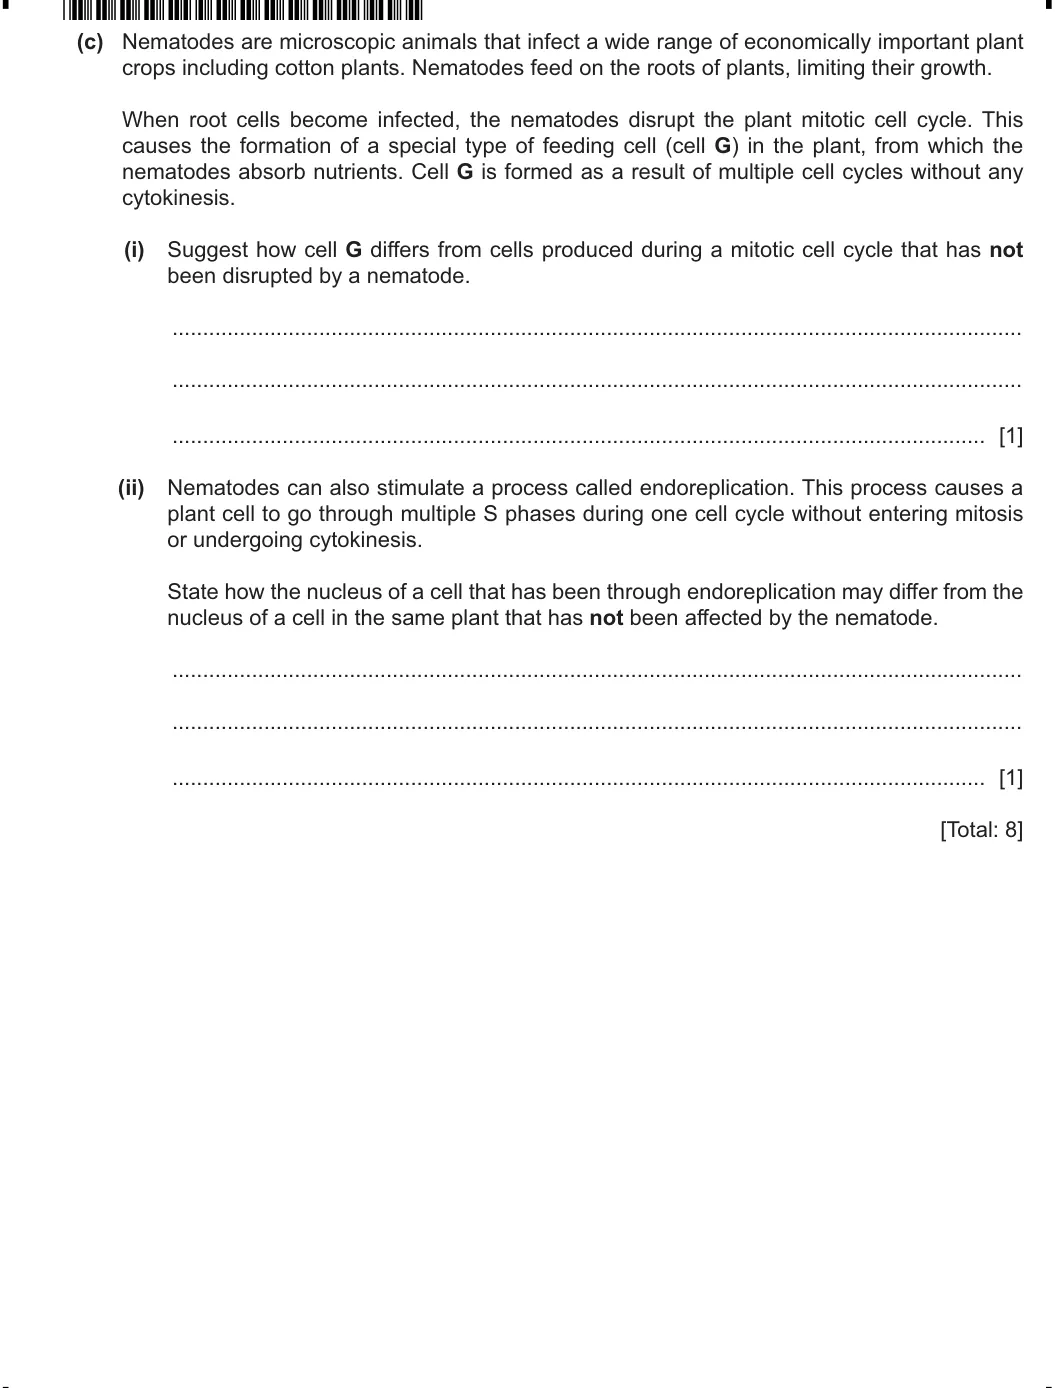 (c) Nematodes are microscopic animals that infect a wide range of economically important plant
crops including cotton plants. Nematodes feed on the roots of plants, limiting their growth.
When root cells become infected, the nematodes disrupt the plant mitotic cell cycle. This
causes the formation of a special type of feeding cell (cell G) in the plant, from which the
nematodes absorb nutrients. Cell G is formed as a result of multiple cell cycles without any
cytokinesis.
(i) Suggest how cell G differs from cells produced during a mitotic cell cycle that has not
been disrupted by a nematode.
[1]
(ii) Nematodes can also stimulate a process called endoreplication. This process causes a
plant cell to go through multiple S phases during one cell cycle without entering mitosis
or undergoing cytokinesis.
State how the nucleus of a cell that has been through endoreplication may differ from the
nucleus of a cell in the same plant that has not been affected by the nematode.
[1]
[Total: 8]